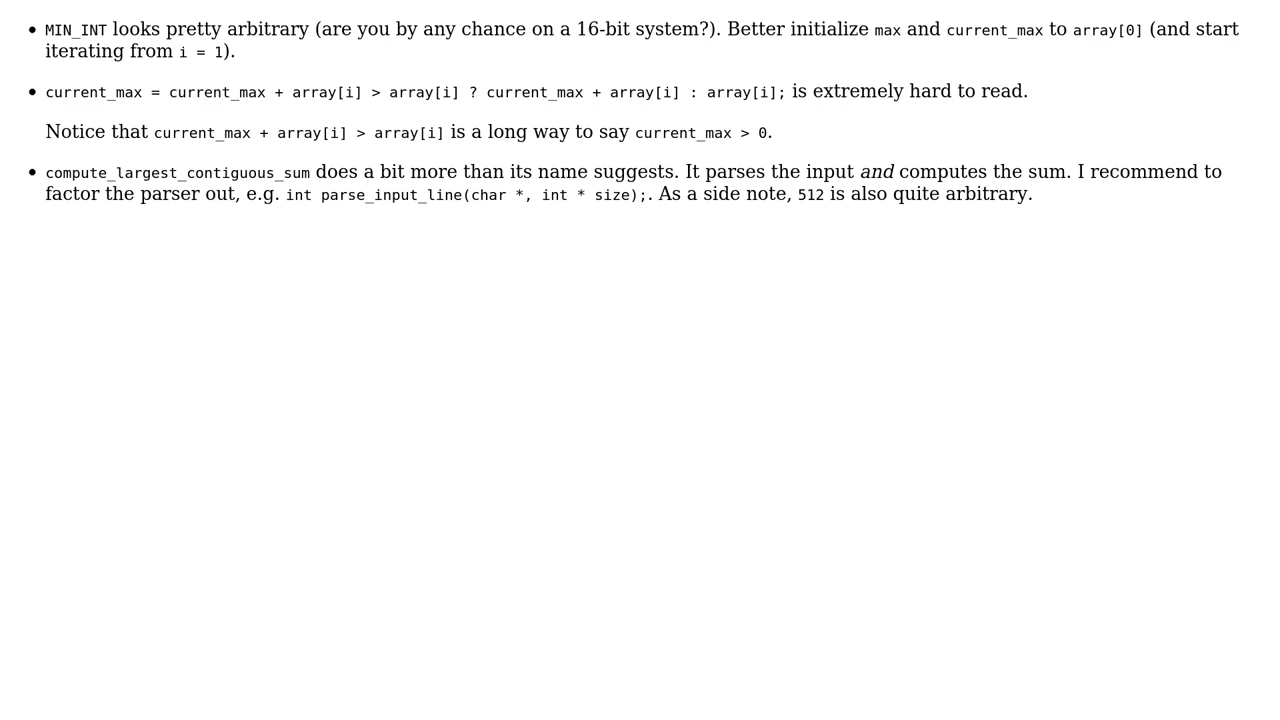 • MIN_INT looks pretty arbitrary (are you by any chance on a 16-bit system?). Better initialize max and current_max to array[0] (and start
iterating from i = 1).
• current_max = current_max + array[i] > array[i] ? current_max + array[i] : array[i]; is extremely hard to read.
Notice that current_max + array[i] > array[i] is a long way to say current_max > 0.
• compute_largest_contiguous_sum does a bit more than its name suggests. It parses the input and computes the sum. I recommend to
factor the parser out, e.g. int parse_input_line(char *, int * size);. As a side note, 512 is also quite arbitrary.